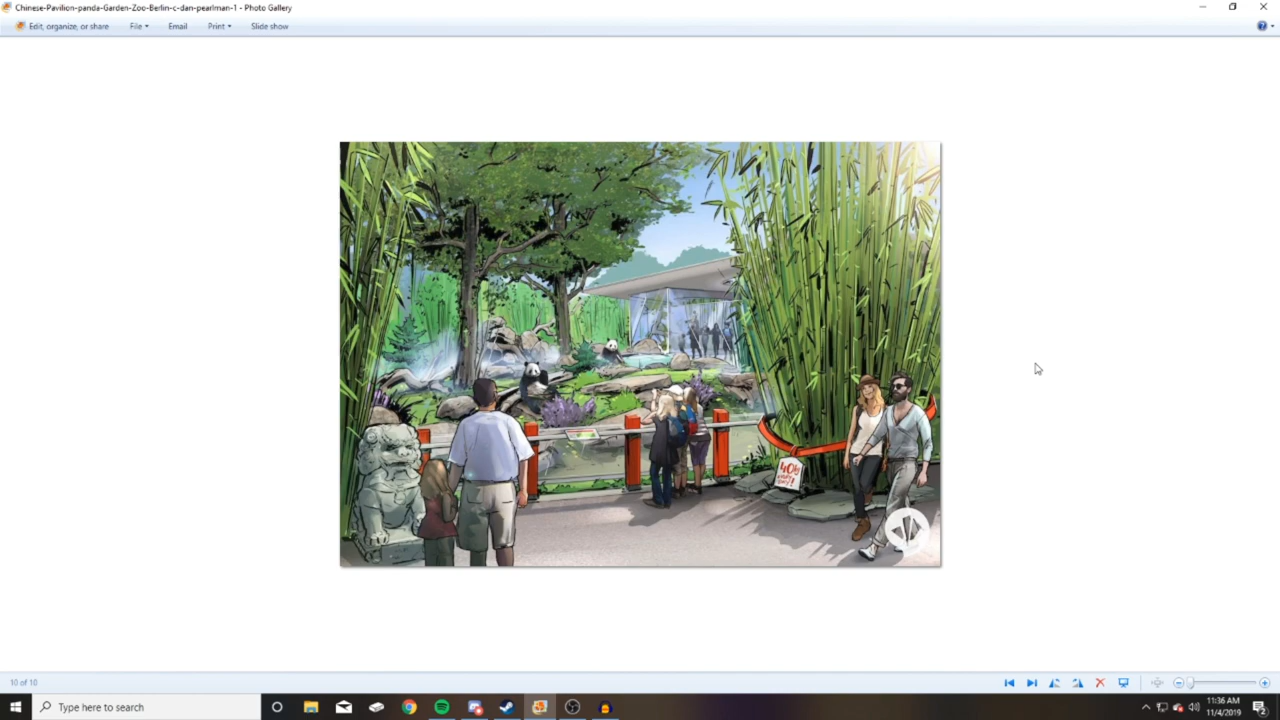 Chinese-Pavilion-panda-Garden-Zoo-Berlin-c-dan-pearlman-1 - Photo Gallery
Edit, organize, or share File Email Print Slide show
10 of 10
Type here to search
11:36 AM
11/4/2019
2